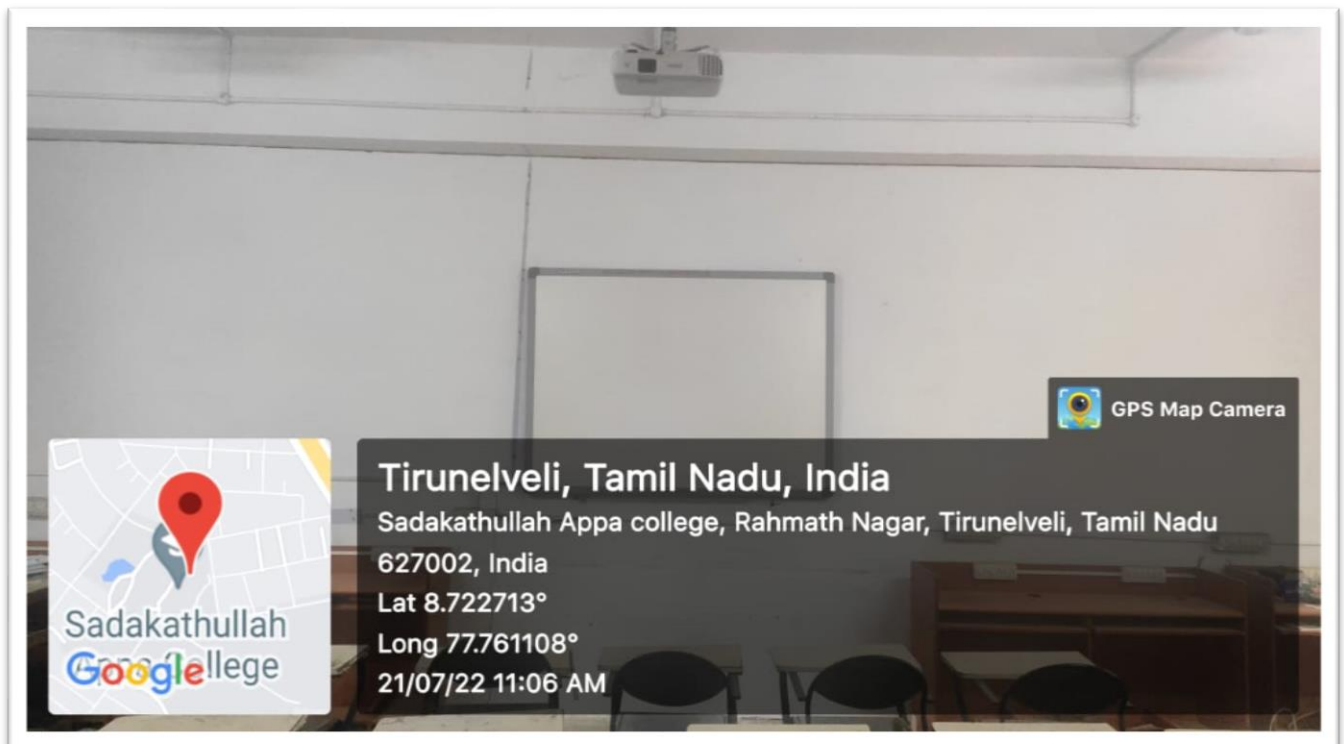 GPS Map Camera
Tirunelveli, Tamil Nadu, India
Sadakathullah Appa college, Rahmath Nagar, Tirunelveli, Tamil Nadu
627002, India
Lat 8.722713°
Long 77.761108°
21/07/22 11:06 AM
Sadakathullah
Google llege